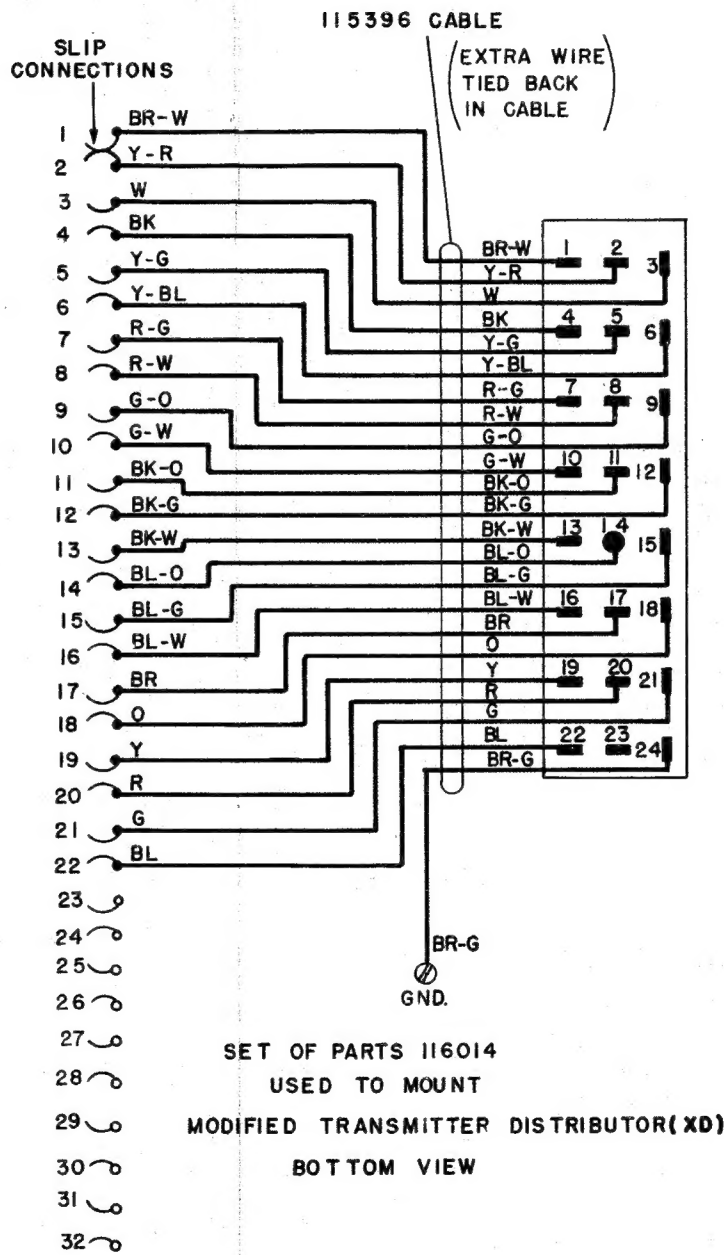 115396 CABLE
(EXTRA WIRE
TIED BACK
IN CABLE)
SLIP
CONNECTIONS
1 BR-W
2 Y-R
3 W
4 BK
5 Y-G
6 Y-BL
7 R-G
8 R-W
9 G-O
10 G-W
11 BK-O
12 BK-G
13 BK-W
14 BL-O
15 BL-G
16 BL-W
17 BR
18 O
19 Y
20 R
21 G
22 BL
23
24
25
26
27
28
29
30
31
32
BR-W 1 2 3
Y-R
W
BK 4 5 6
Y-G
Y-BL
R-G 7 8 9
R-W
G-O
G-W 10 11 12
BK-O
BK-G
BK-W 13 14 15
BL-O
BL-G
BL-W 16 17 18
BR
O
Y 19 20 21
R
G
BL 22 23 24
BR-G
BR-G
GND.
SET OF PARTS 116014
USED TO MOUNT
MODIFIED TRANSMITTER DISTRIBUTOR(XD)
BOTTOM VIEW